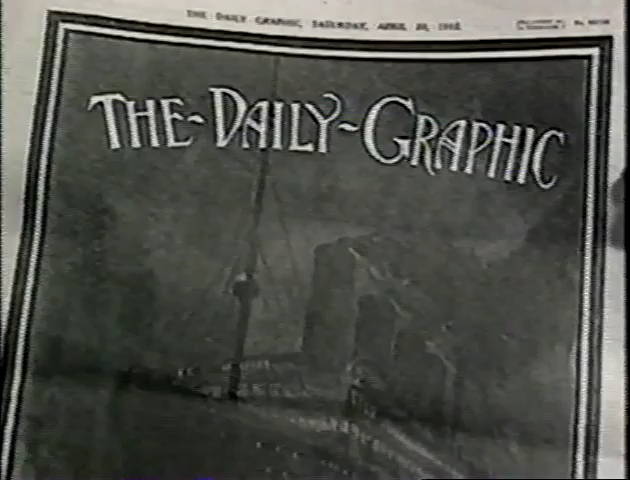 THE DAILY GRAPHIC, SATURDAY, APRIL 20, 1912
THE-DAILY-GRAPHIC